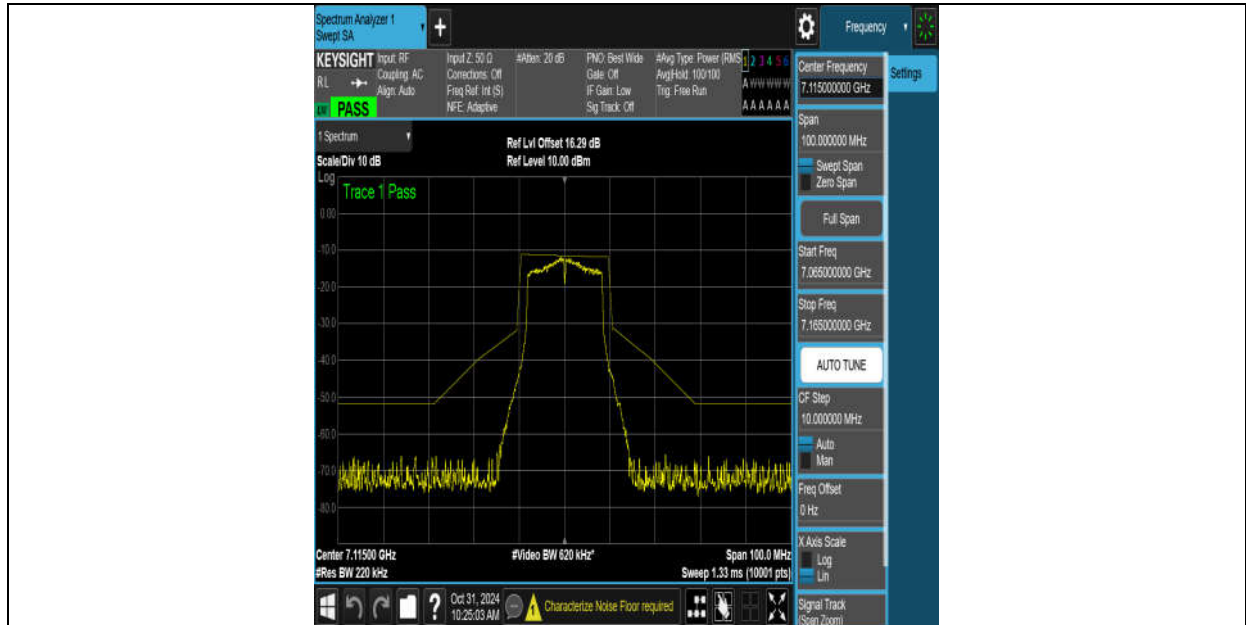 Spectrum Analyzer 1
Swept SA
+
Frequency
KEYSIGHT
RL
PASS
Input: RF
Coupling: AC
Align: Auto
Input Z: 50 Ω
Corrections: Off
Freq Ref: Int (S)
NFE: Adaptive
#Atten: 20 dB
PNO: Best Wide
Gate: Off
IF Gain: Low
Sig Track: Off
#Avg Type: Power (RMS
Avg|Hold: 100/100
Trig: Free Run
1 2 3 4 5 6
A W W W W W
A A A A A A
1 Spectrum
Scale/Div 10 dB
Ref Lvl Offset 16.29 dB
Ref Level 10.00 dBm
Log
Trace 1 Pass
0.00
-10.0
-20.0
-30.0
-40.0
-50.0
-60.0
-70.0
-80.0
Center 7.11500 GHz
#Res BW 220 kHz
#Video BW 620 kHz*
Span 100.0 MHz
Sweep 1.33 ms (10001 pts)
Oct 31, 2024
10:25:03 AM
Characterize Noise Floor required
Center Frequency
7.115000000 GHz
Settings
Span
100.000000 MHz
Swept Span
Zero Span
Full Span
Start Freq
7.065000000 GHz
Stop Freq
7.165000000 GHz
AUTO TUNE
CF Step
10.000000 MHz
Auto
Man
Freq Offset
0 Hz
X Axis Scale
Log
Lin
Signal Track
(Span Zoom)